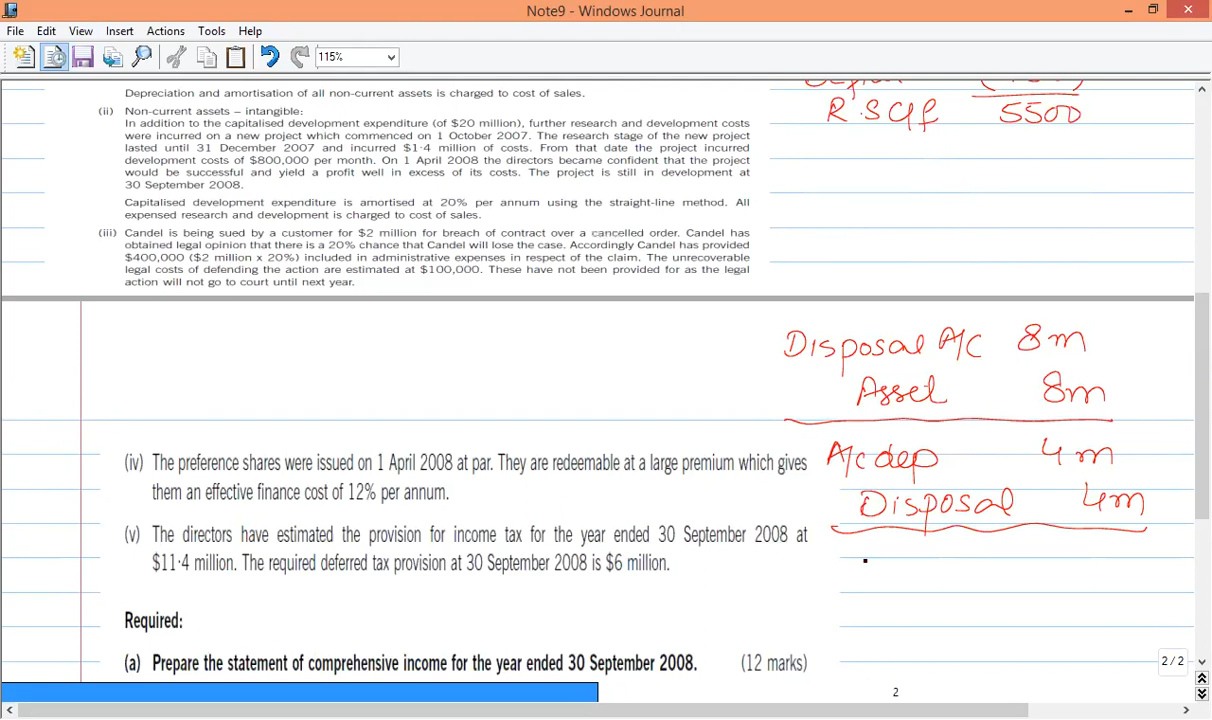 Note9 - Windows Journal
File Edit View Insert Actions Tools Help
115%
Depreciation and amortisation of all non-current assets is charged to cost of sales.
(ii) Non-current assets – intangible:
In addition to the capitalised development expenditure (of $20 million), further research and development costs
were incurred on a new project which commenced on 1 October 2007. The research stage of the new project
lasted until 31 December 2007 and incurred $1·4 million of costs. From that date the project incurred
development costs of $800,000 per month. On 1 April 2008 the directors became confident that the project
would be successful and yield a profit well in excess of its costs. The project is still in development at
30 September 2008.
Capitalised development expenditure is amortised at 20% per annum using the straight-line method. All
expensed research and development is charged to cost of sales.
(iii) Candel is being sued by a customer for $2 million for breach of contract over a cancelled order. Candel has
obtained legal opinion that there is a 20% chance that Candel will lose the case. Accordingly Candel has provided
$400,000 ($2 million x 20%) included in administrative expenses in respect of the claim. The unrecoverable
legal costs of defending the action are estimated at $100,000. These have not been provided for as the legal
action will not go to court until next year.
R.S 5500
Disposal A/C 8m
Asset 8m
A/c dep 4m
Disposal 4m
(iv) The preference shares were issued on 1 April 2008 at par. They are redeemable at a large premium which gives
them an effective finance cost of 12% per annum.
(v) The directors have estimated the provision for income tax for the year ended 30 September 2008 at
$11·4 million. The required deferred tax provision at 30 September 2008 is $6 million.
Required:
(a) Prepare the statement of comprehensive income for the year ended 30 September 2008. (12 marks)
2 / 2
2